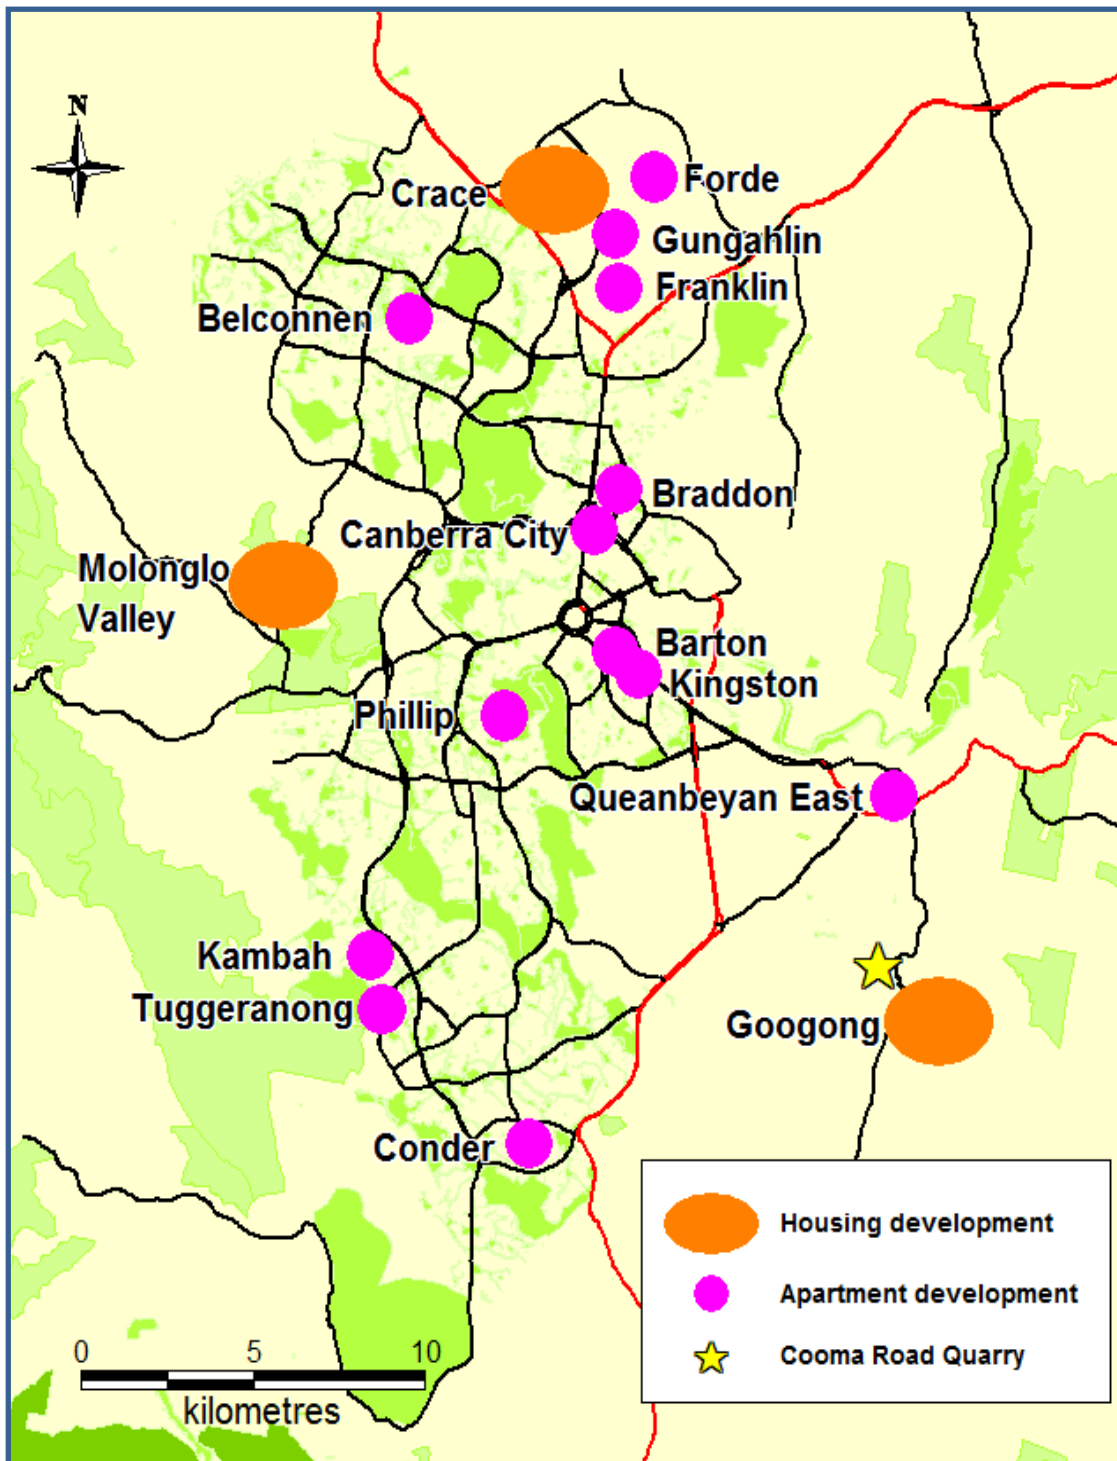 N
Crace
Forde
Gungahlin
Franklin
Belconnen
Braddon
Canberra City
Molonglo
Valley
Barton
Kingston
Phillip
Queanbeyan East
Kambah
Tuggeranong
Googong
Conder
Housing development
Apartment development
Cooma Road Quarry
0 5 10
kilometres